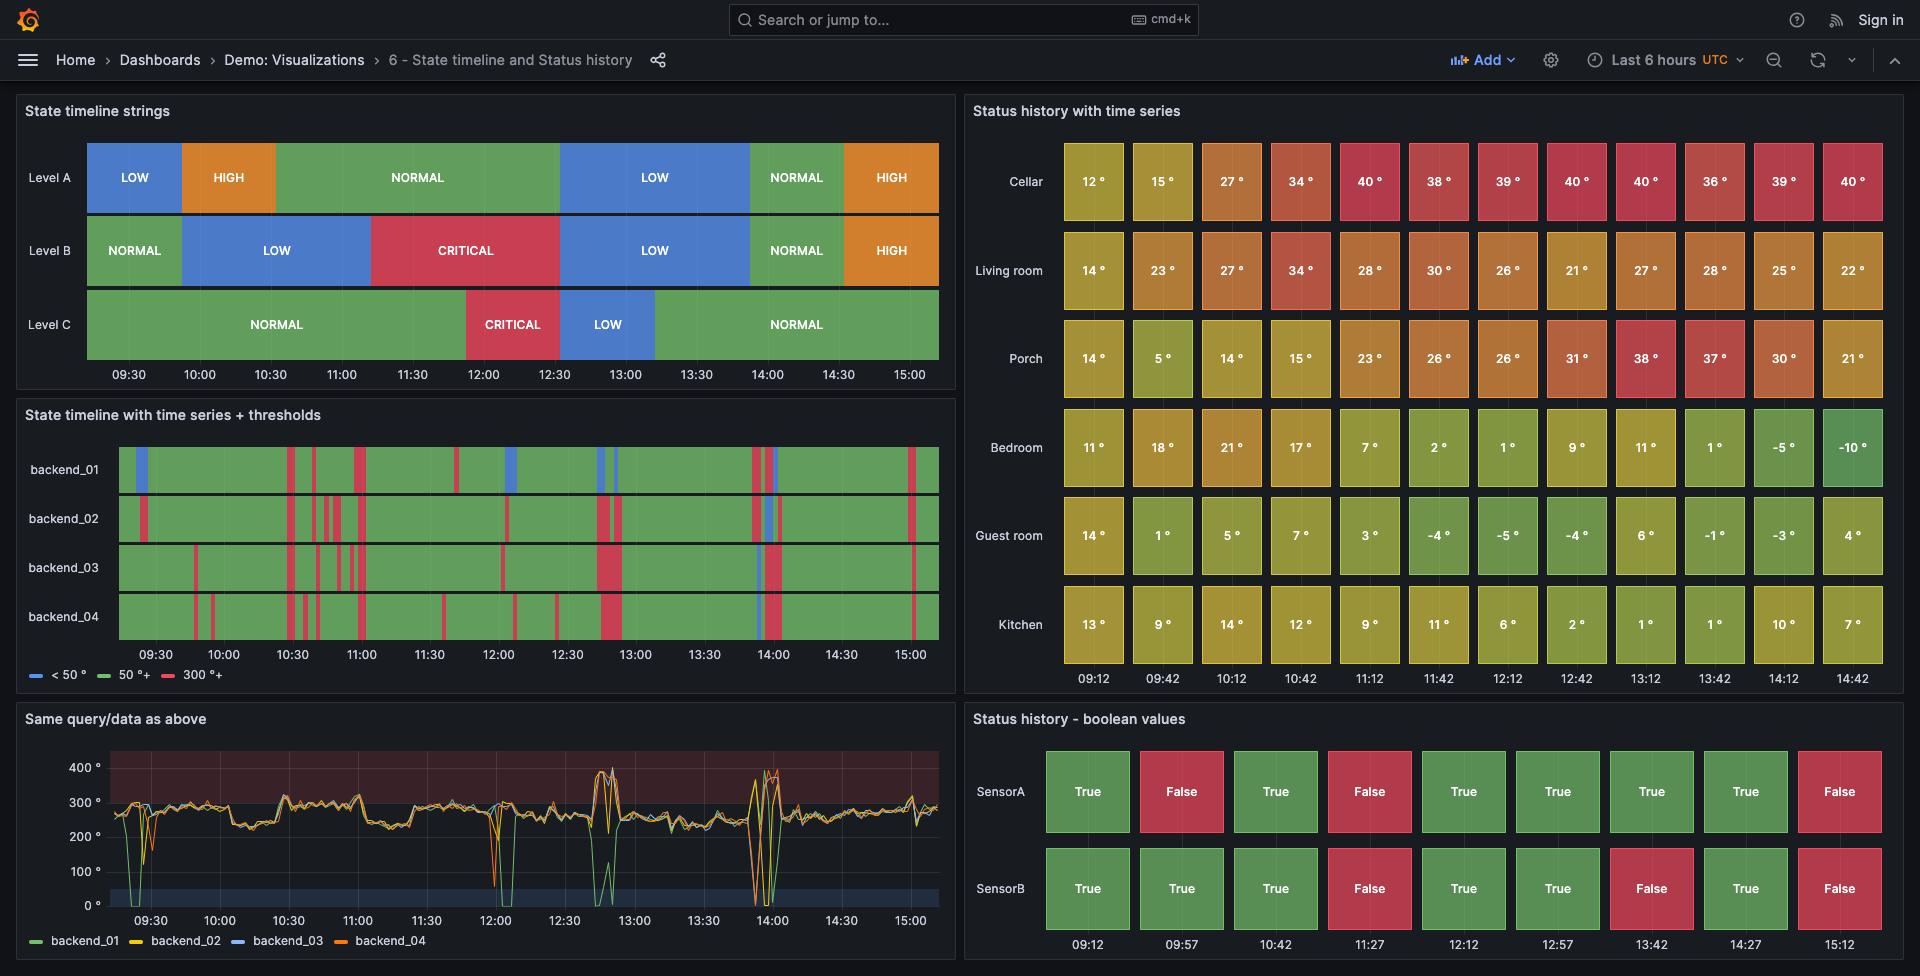 Search or jump to...
cmd+k
Sign in
Home › Dashboards › Demo: Visualizations › 6 - State timeline and Status history
Add
Last 6 hours UTC
State timeline strings
Level A LOW HIGH NORMAL LOW NORMAL HIGH
Level B NORMAL LOW CRITICAL LOW NORMAL HIGH
Level C NORMAL CRITICAL LOW NORMAL
09:30 10:00 10:30 11:00 11:30 12:00 12:30 13:00 13:30 14:00 14:30 15:00
State timeline with time series + thresholds
backend_01
backend_02
backend_03
backend_04
09:30 10:00 10:30 11:00 11:30 12:00 12:30 13:00 13:30 14:00 14:30 15:00
< 50 ° 50 °+ 300 °+
Same query/data as above
400 °
300 °
200 °
100 °
0 °
09:30 10:00 10:30 11:00 11:30 12:00 12:30 13:00 13:30 14:00 14:30 15:00
backend_01 backend_02 backend_03 backend_04
Status history with time series
Cellar 12 ° 15 ° 27 ° 34 ° 40 ° 38 ° 39 ° 40 ° 40 ° 36 ° 39 ° 40 °
Living room 14 ° 23 ° 27 ° 34 ° 28 ° 30 ° 26 ° 21 ° 27 ° 28 ° 25 ° 22 °
Porch 14 ° 5 ° 14 ° 15 ° 23 ° 26 ° 26 ° 31 ° 38 ° 37 ° 30 ° 21 °
Bedroom 11 ° 18 ° 21 ° 17 ° 7 ° 2 ° 1 ° 9 ° 11 ° 1 ° -5 ° -10 °
Guest room 14 ° 1 ° 5 ° 7 ° 3 ° -4 ° -5 ° -4 ° 6 ° -1 ° -3 ° 4 °
Kitchen 13 ° 9 ° 14 ° 12 ° 9 ° 11 ° 6 ° 2 ° 1 ° 1 ° 10 ° 7 °
09:12 09:42 10:12 10:42 11:12 11:42 12:12 12:42 13:12 13:42 14:12 14:42
Status history - boolean values
SensorA True False True False True True True True False
SensorB True True True False True True False True False
09:12 09:57 10:42 11:27 12:12 12:57 13:42 14:27 15:12